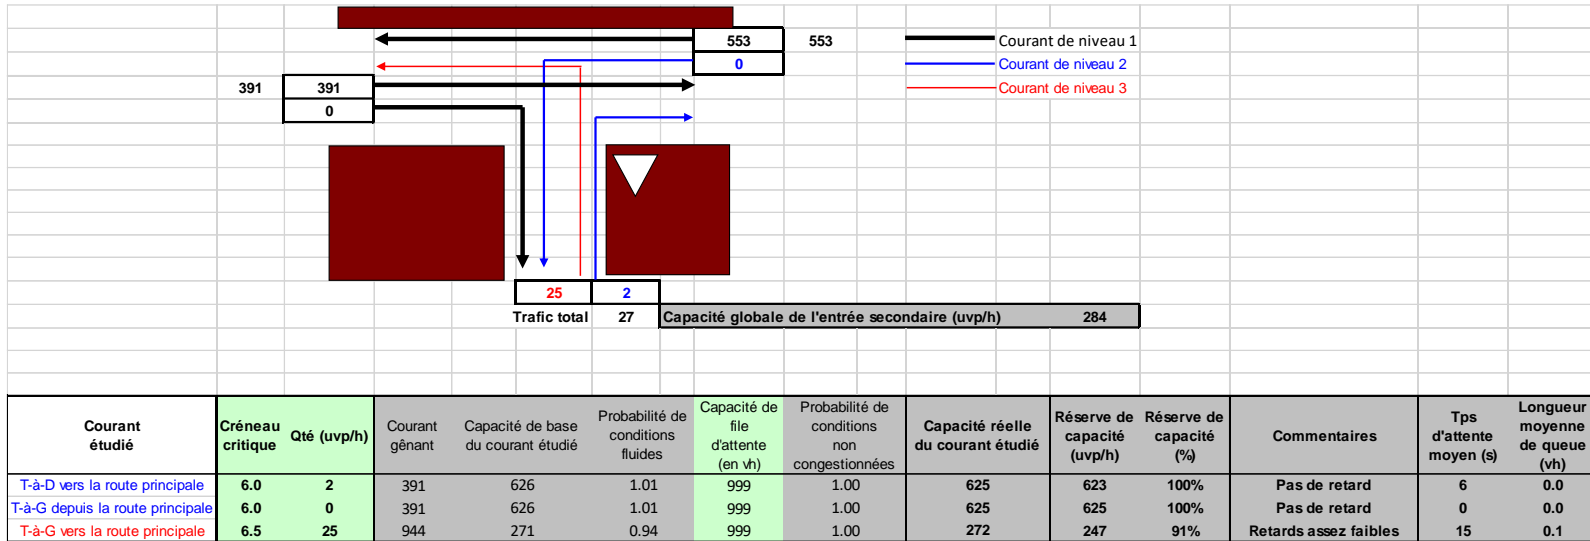 553 553 Courant de niveau 1
0 Courant de niveau 2
391 391 Courant de niveau 3
0
25 2
Trafic total 27 Capacité globale de l'entrée secondaire (uvp/h) 284
Courant étudié Créneau critique Qté (uvp/h) Courant gênant Capacité de base du courant étudié Probabilité de conditions fluides Capacité de file d'attente (en vh) Probabilité de conditions non congestionnées Capacité réelle du courant étudié Réserve de capacité (uvp/h) Réserve de capacité (%) Commentaires Tps d'attente moyen (s) Longueur moyenne de queue (vh)
T-à-D vers la route principale 6.0 2 391 626 1.01 999 1.00 625 623 100% Pas de retard 6 0.0
T-à-G depuis la route principale 6.0 0 391 626 1.01 999 1.00 625 625 100% Pas de retard 0 0.0
T-à-G vers la route principale 6.5 25 944 271 0.94 999 1.00 272 247 91% Retards assez faibles 15 0.1